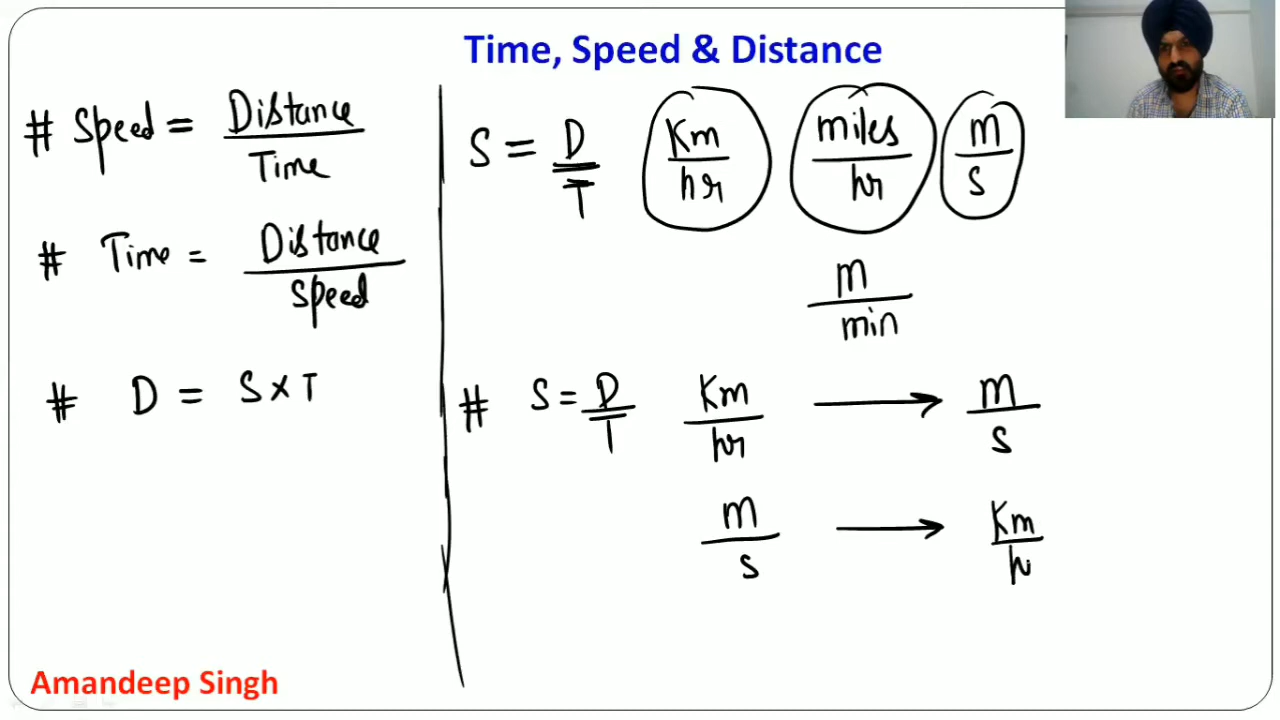 Time, Speed & Distance
# Speed = Distance / Time
# Time = Distance / Speed
# D = S × T
S = D / T Km / hr miles / hr m / s
m / min
# S = D / T Km / hr → m / s
m / s → Km / h
Amandeep Singh